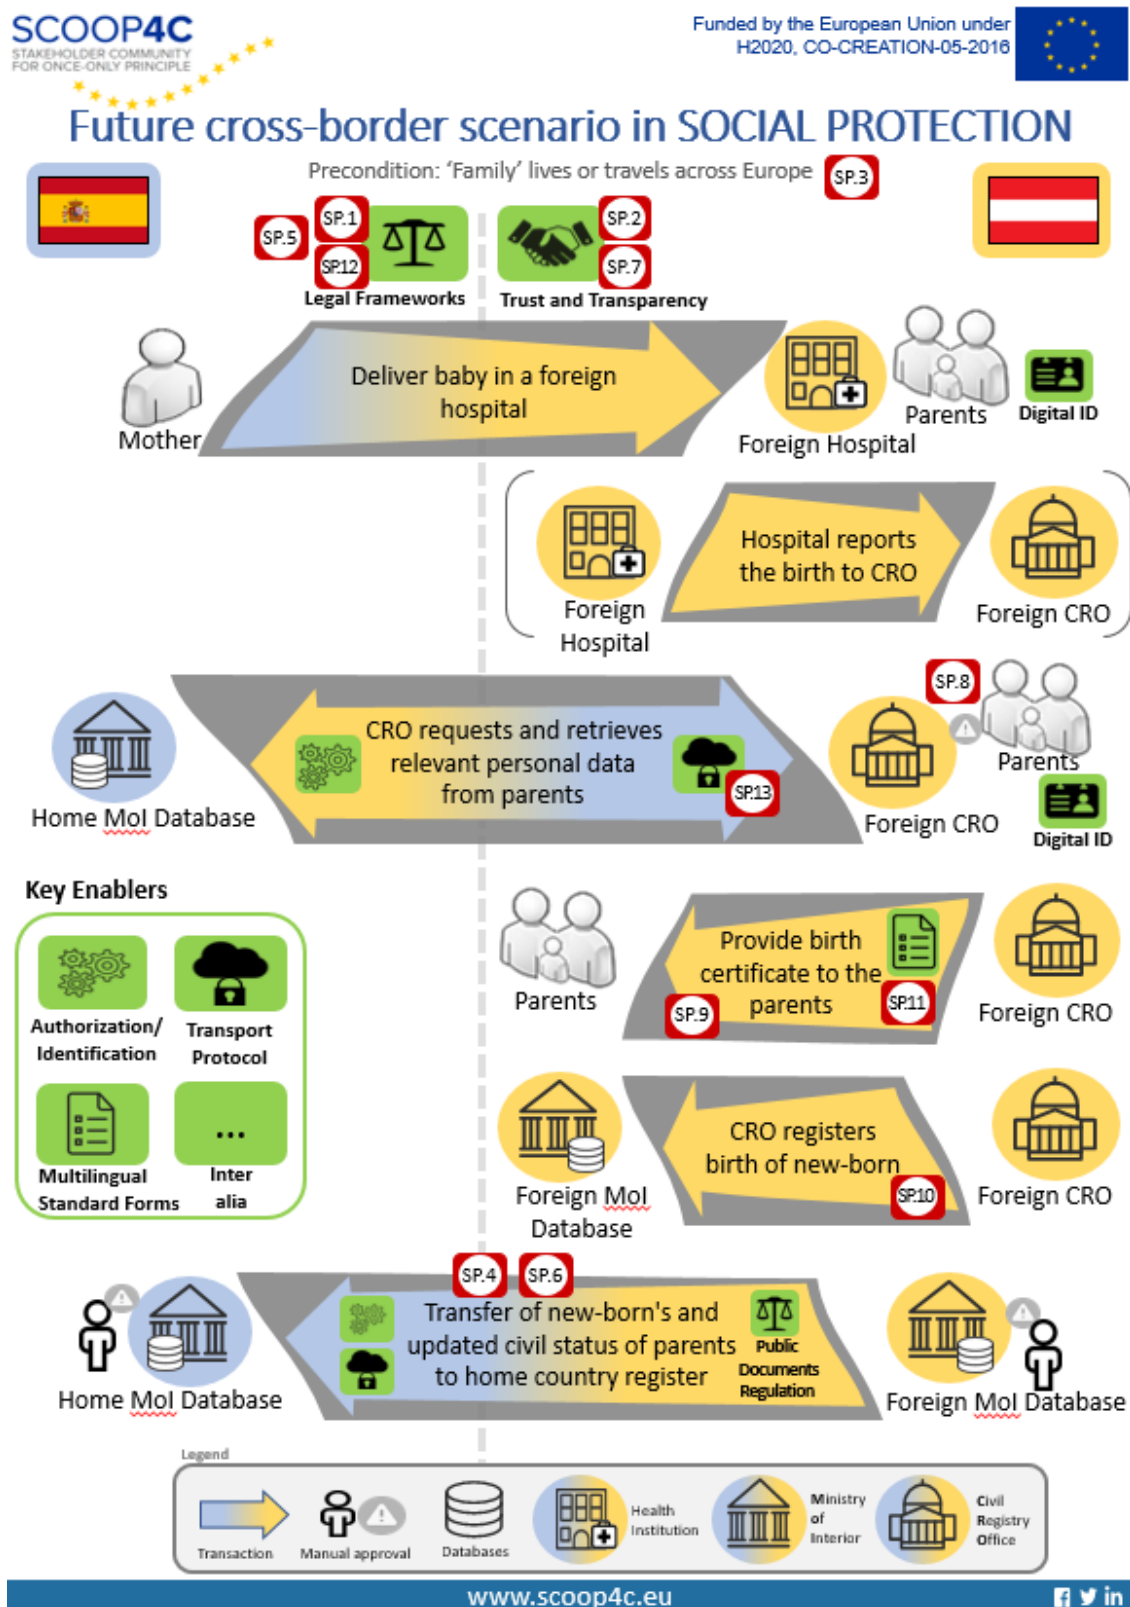 SCOOP4C
STAKEHOLDER COMMUNITY
FOR ONCE-ONLY PRINCIPLE
Funded by the European Union under
H2020, CO-CREATION-05-2016
Future cross-border scenario in SOCIAL PROTECTION
Precondition: 'Family' lives or travels across Europe
SP.3
SP.5
SP.1
SP.12
SP.2
SP.7
Legal Frameworks
Trust and Transparency
Deliver baby in a foreign
hospital
Mother
Foreign Hospital
Parents
Digital ID
Foreign
Hospital
Hospital reports
the birth to CRO
Foreign CRO
Home MoI Database
CRO requests and retrieves
relevant personal data
from parents
SP.13
SP.8
Foreign CRO
Parents
Digital ID
Key Enablers
Authorization/
Identification
Transport
Protocol
Multilingual
Standard Forms
...
Inter
alia
Parents
Provide birth
certificate to the
parents
SP.9
SP.11
Foreign CRO
Foreign MoI
Database
CRO registers
birth of new-born
SP.10
Foreign CRO
SP.4
SP.6
Home MoI Database
Transfer of new-born's and
updated civil status of parents
to home country register
Public
Documents
Regulation
Foreign MoI Database
Legend
Transaction
Manual approval
Databases
Health
Institution
Ministry
of
Interior
Civil
Registry
Office
www.scoop4c.eu